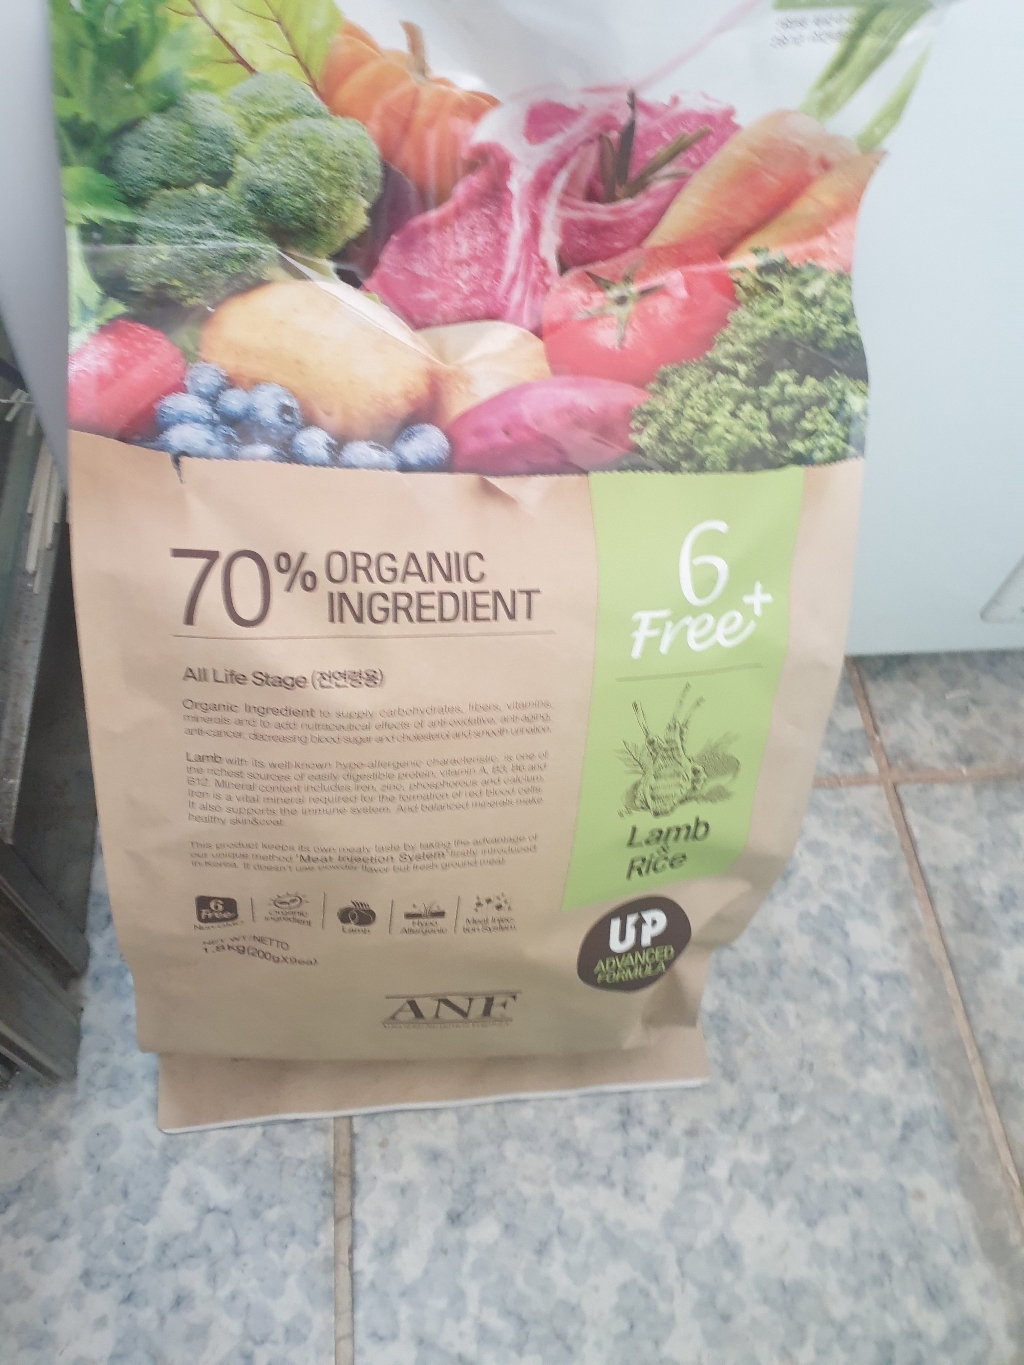 70% ORGANIC
INGREDIENT
6
Free+
All Life Stage (전연령용)
Organic Ingredient to supply carbohydrates, fibers, vitamins,
minerals and to add nutraceutical effects of anti-oxidative, anti-aging,
anti-cancer, decreasing blood sugar and cholesterol and smooth urination.
Lamb with its well-known hypo-allergenic characteristic, is one of
the richest sources of easily digestible protein, vitamin A, B3, B6 and
B12. Mineral content includes iron, zinc, phosphorous and calcium.
Iron is a vital mineral required for the formation of red blood cells.
It also supports the immune system. And balanced minerals make
healthy skin&coat.
This product keeps its own meaty taste by taking the advantage of
our unique method 'Meat Injection System' firstly introduced
in Korea. It doesn't use powder flavor but fresh ground meat.
Lamb
&
Rice
6
Free+
Organic
Ingredient
Lamb
Hypo
Allergenic
Meat Injec-
tion System
NET WT/NETTO
1.8kg(200gX9ea)
UP
ADVANCED
FORMULA
ANF